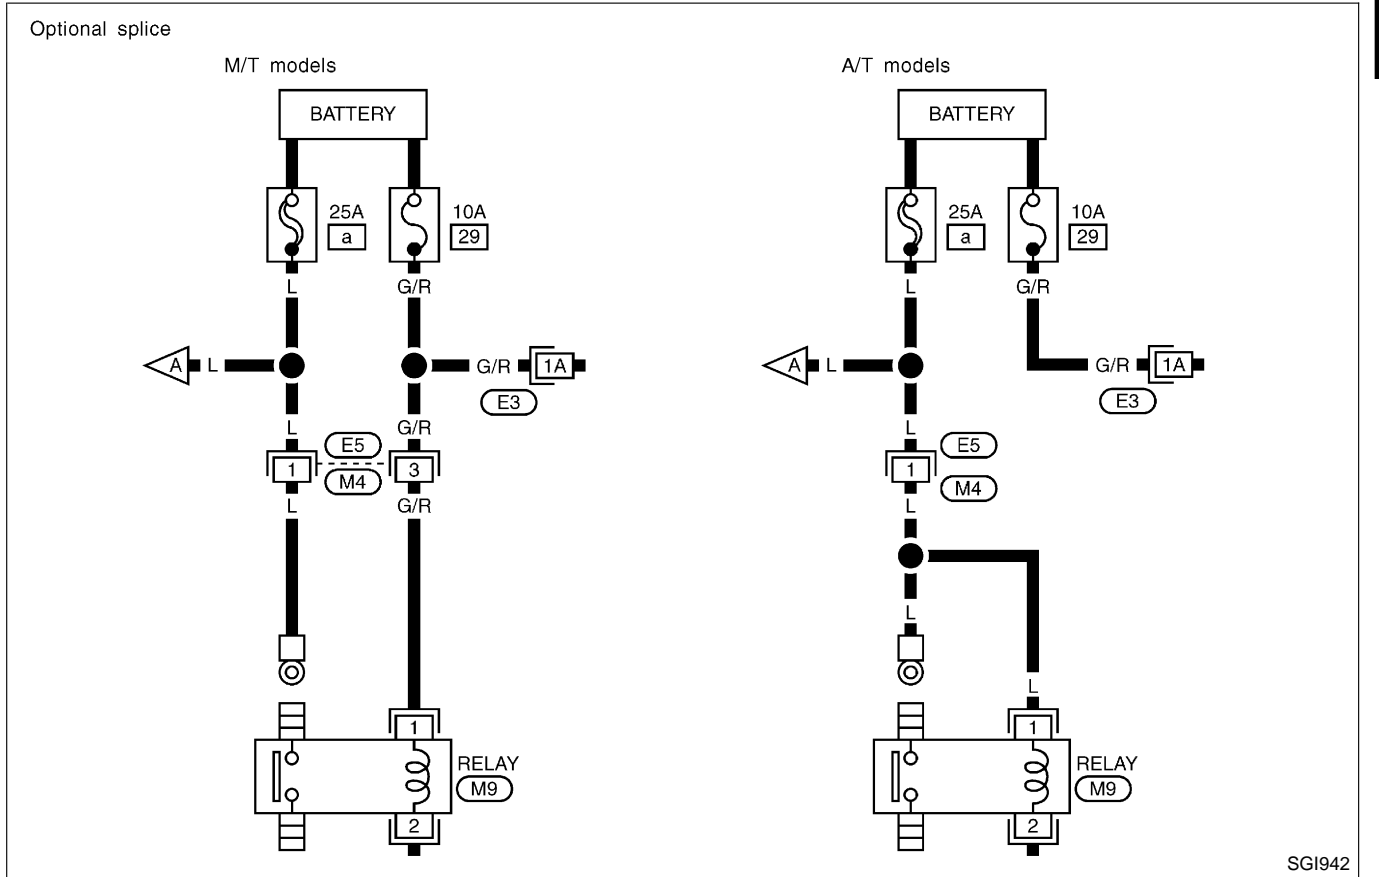 Optional splice
M/T models
A/T models
BATTERY
BATTERY
25A
10A
25A
10A
a
29
a
29
L
G/R
L
G/R
A
L
G/R
1A
A
L
G/R
1A
E3
E3
L
G/R
L
E5
E5
1
3
1
M4
M4
L
G/R
L
L
L
1
1
RELAY
RELAY
M9
M9
2
2
SGI942